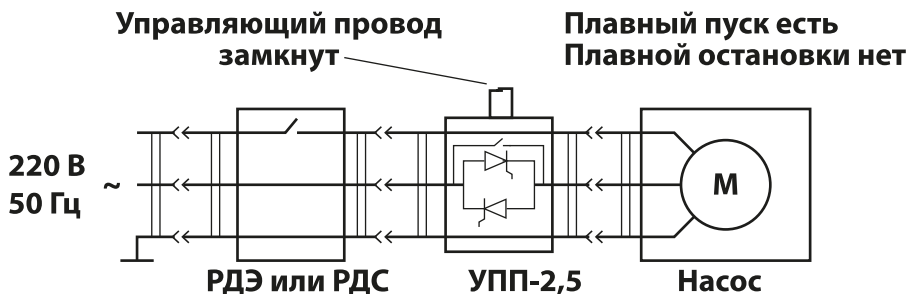 Управляющий провод
замкнут
Плавный пуск есть
Плавной остановки нет
220 В
50 Гц
~
М
РДЭ или РДС
УПП-2,5
Насос